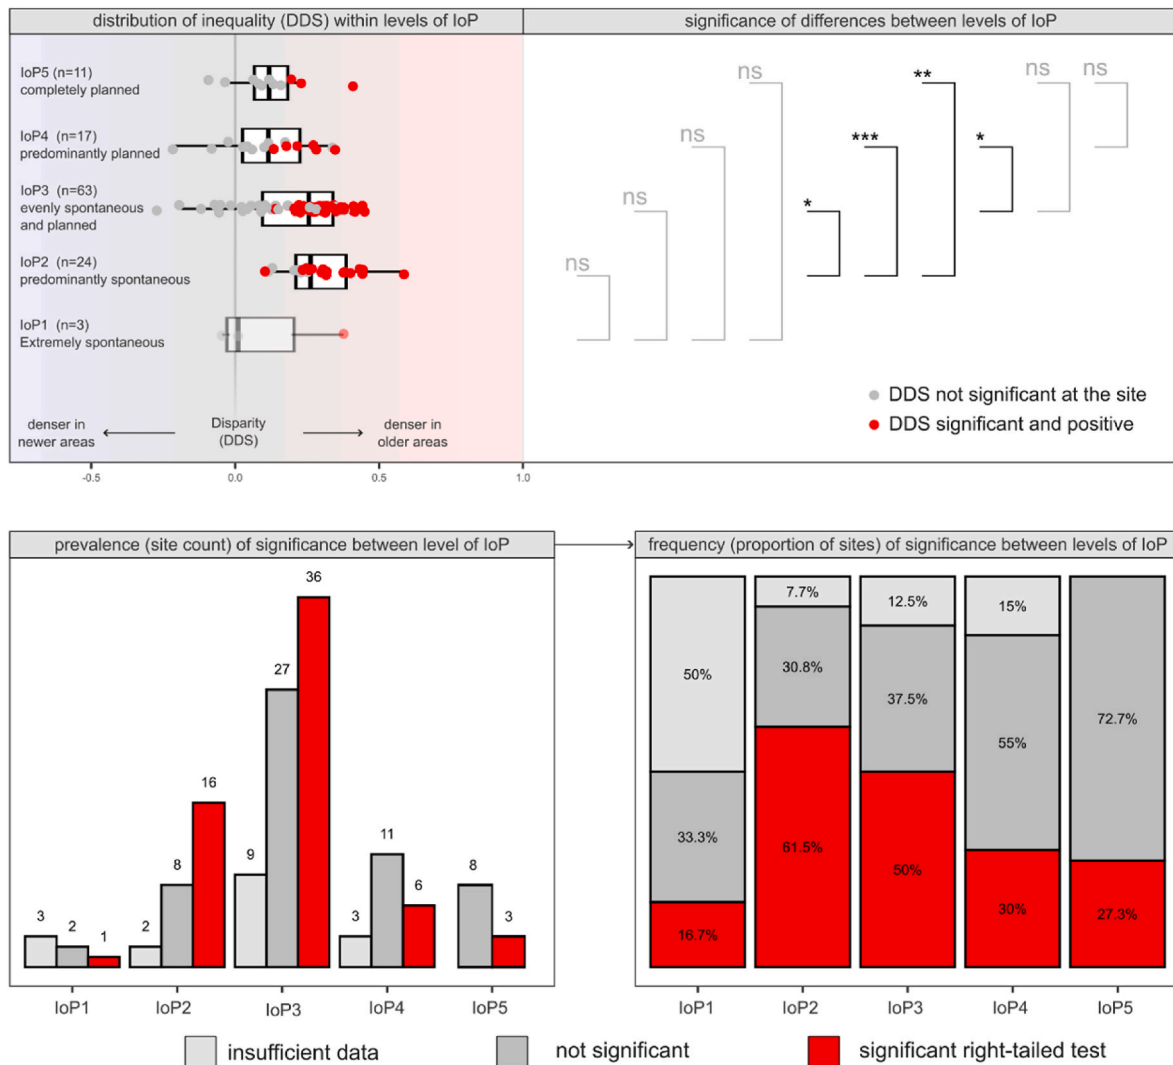 distribution of inequality (DDS) within levels of IoP
significance of differences between levels of IoP
IoP5 (n=11)
completely planned
IoP4 (n=17)
predominantly planned
IoP3 (n=63)
evenly spontaneous
and planned
IoP2 (n=24)
predominantly spontaneous
IoP1 (n=3)
Extremely spontaneous
denser in
newer areas
Disparity
(DDS)
denser in
older areas
-0.5 0.0 0.5 1.0
ns
ns
ns
ns
*
***
**
*
ns
ns
DDS not significant at the site
DDS significant and positive
prevalence (site count) of significance between level of IoP
3 2 1
2 8 16
9 27 36
3 11 6
8 3
IoP1 IoP2 IoP3 IoP4 IoP5
frequency (proportion of sites) of significance between levels of IoP
50%
33.3%
16.7%
7.7%
30.8%
61.5%
12.5%
37.5%
50%
15%
55%
30%
72.7%
27.3%
IoP1 IoP2 IoP3 IoP4 IoP5
insufficient data
not significant
significant right-tailed test